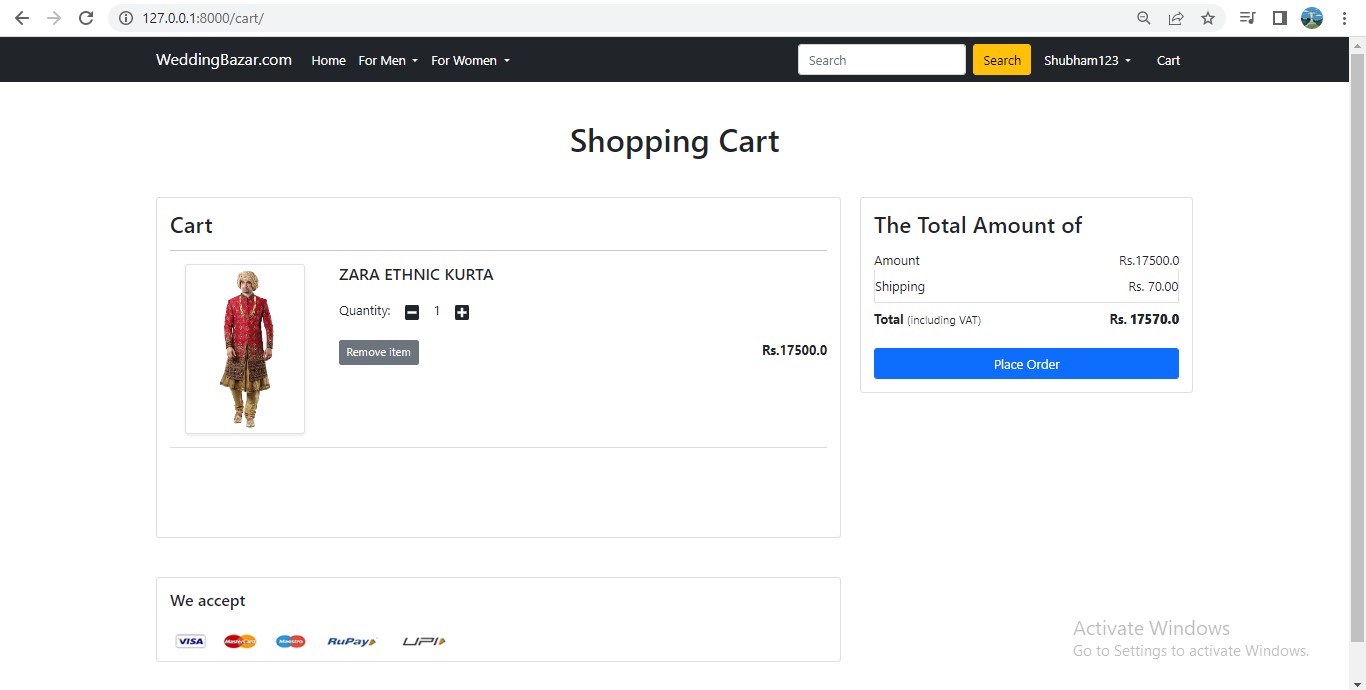 127.0.0.1:8000/cart/
WeddingBazar.com Home For Men For Women Search Search Shubham123 Cart
Shopping Cart
Cart
ZARA ETHNIC KURTA
Quantity: 1
Remove item Rs.17500.0
The Total Amount of
Amount Rs.17500.0
Shipping Rs. 70.00
Total (including VAT) Rs. 17570.0
Place Order
We accept
VISA MasterCard Maestro RuPay UPI
Activate Windows
Go to Settings to activate Windows.